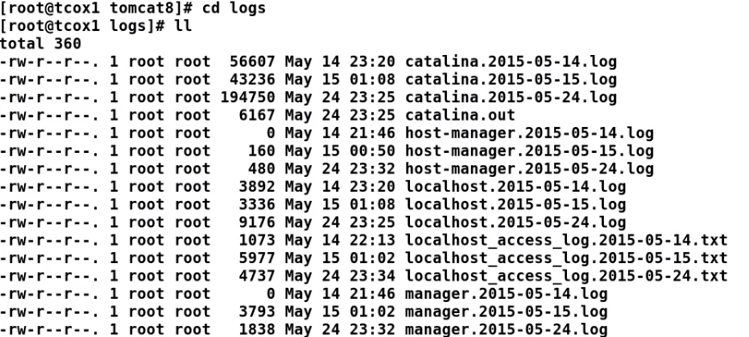 [root@tcox1 tomcat8]# cd logs
[root@tcox1 logs]# ll
total 360
-rw-r--r--. 1 root root  56607 May 14 23:20 catalina.2015-05-14.log
-rw-r--r--. 1 root root  43236 May 15 01:08 catalina.2015-05-15.log
-rw-r--r--. 1 root root 194750 May 24 23:25 catalina.2015-05-24.log
-rw-r--r--. 1 root root   6167 May 24 23:25 catalina.out
-rw-r--r--. 1 root root      0 May 14 21:46 host-manager.2015-05-14.log
-rw-r--r--. 1 root root    160 May 15 00:50 host-manager.2015-05-15.log
-rw-r--r--. 1 root root    480 May 24 23:32 host-manager.2015-05-24.log
-rw-r--r--. 1 root root   3892 May 14 23:20 localhost.2015-05-14.log
-rw-r--r--. 1 root root   3336 May 15 01:08 localhost.2015-05-15.log
-rw-r--r--. 1 root root   9176 May 24 23:25 localhost.2015-05-24.log
-rw-r--r--. 1 root root   1073 May 14 22:13 localhost_access_log.2015-05-14.txt
-rw-r--r--. 1 root root   5977 May 15 01:02 localhost_access_log.2015-05-15.txt
-rw-r--r--. 1 root root   4737 May 24 23:34 localhost_access_log.2015-05-24.txt
-rw-r--r--. 1 root root      0 May 14 21:46 manager.2015-05-14.log
-rw-r--r--. 1 root root   3793 May 15 01:02 manager.2015-05-15.log
-rw-r--r--. 1 root root   1838 May 24 23:32 manager.2015-05-24.log